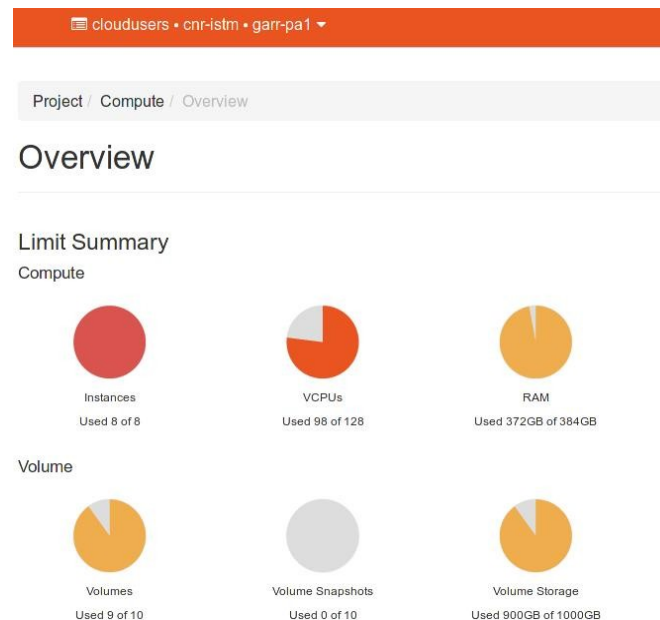 cloudusers • cnr-istm • garr-pa1
Project / Compute / Overview
Overview
Limit Summary
Compute
Instances VCPUs RAM
Used 8 of 8 Used 98 of 128 Used 372GB of 384GB
Volume
Volumes Volume Snapshots Volume Storage
Used 9 of 10 Used 0 of 10 Used 900GB of 1000GB